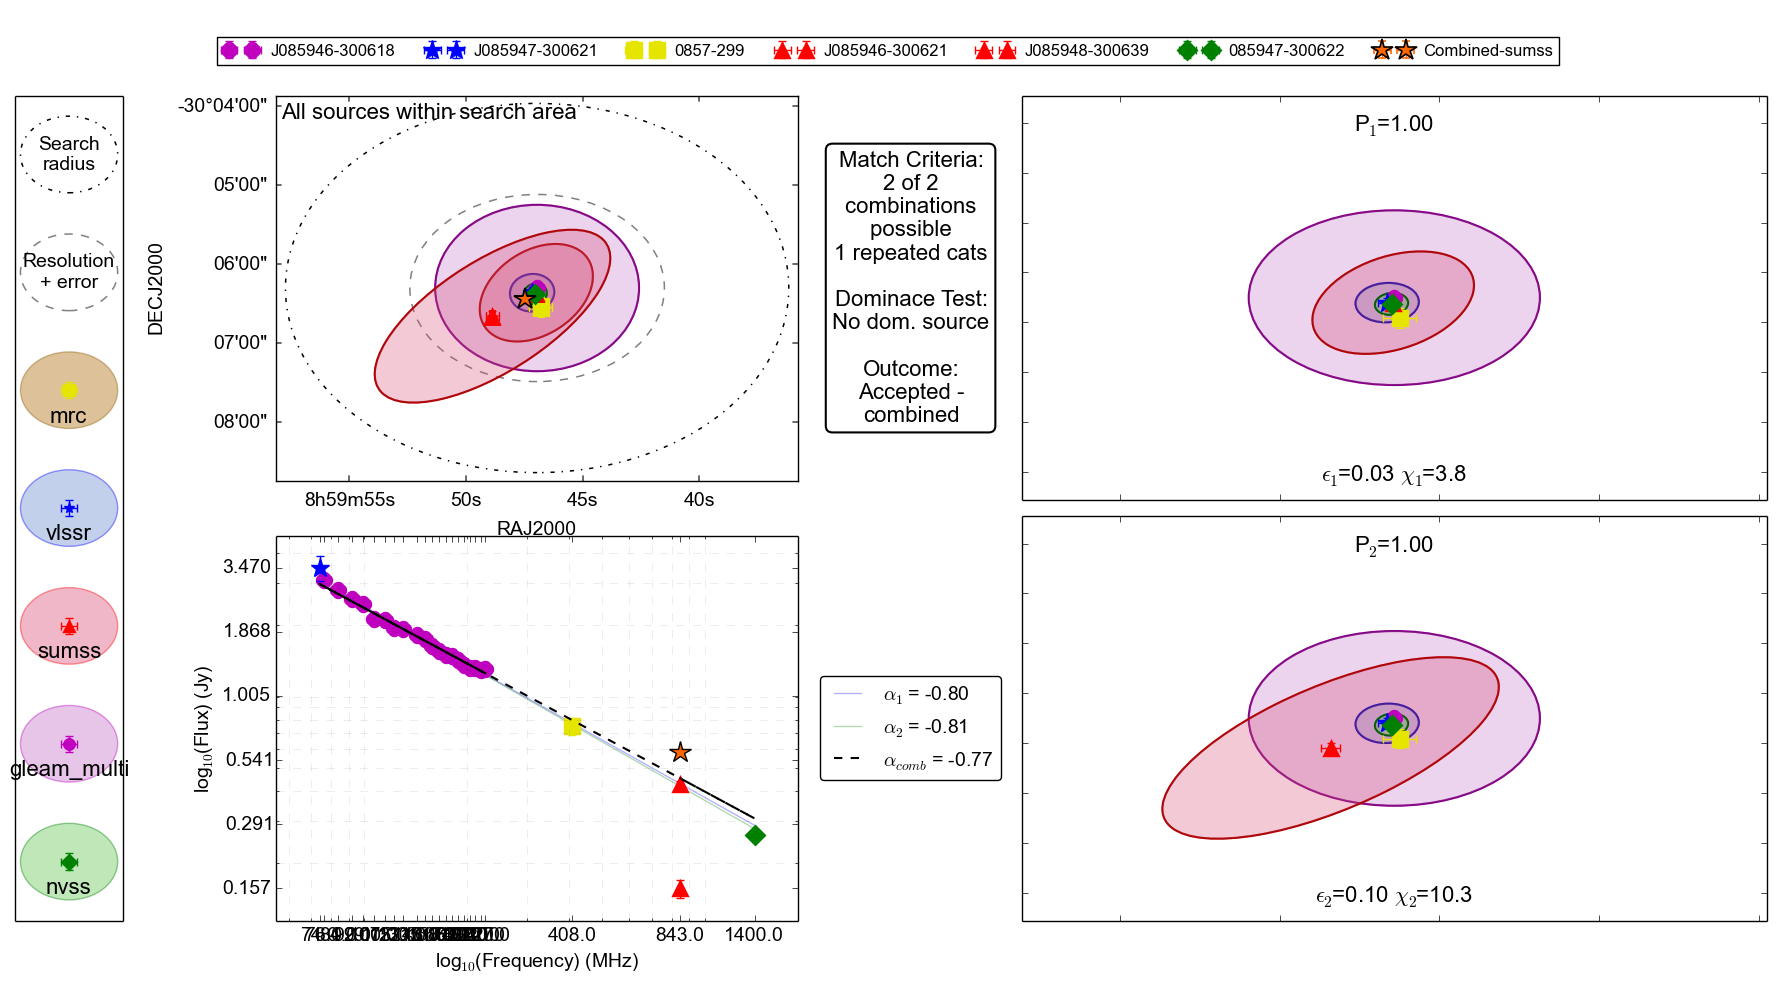 J085946-300618 J085947-300621 0857-299 J085946-300621 J085948-300639 085947-300622 Combined-sumss
Search
radius
Resolution
+ error
mrc
vlssr
sumss
gleam_multi
nvss
All sources within search area
-30°04'00"
05'00"
06'00"
07'00"
08'00"
DECJ2000
8h59m55s 50s 45s 40s
RAJ2000
Match Criteria:
2 of 2
combinations
possible
1 repeated cats
Dominace Test:
No dom. source
Outcome:
Accepted -
combined
P1=1.00
ϵ1=0.03 χ1=3.8
3.470
1.868
1.005
0.541
0.291
0.157
log10(Flux) (Jy)
408.0 843.0 1400.0
log10(Frequency) (MHz)
α1 = -0.80
α2 = -0.81
αcomb = -0.77
P2=1.00
ϵ2=0.10 χ2=10.3